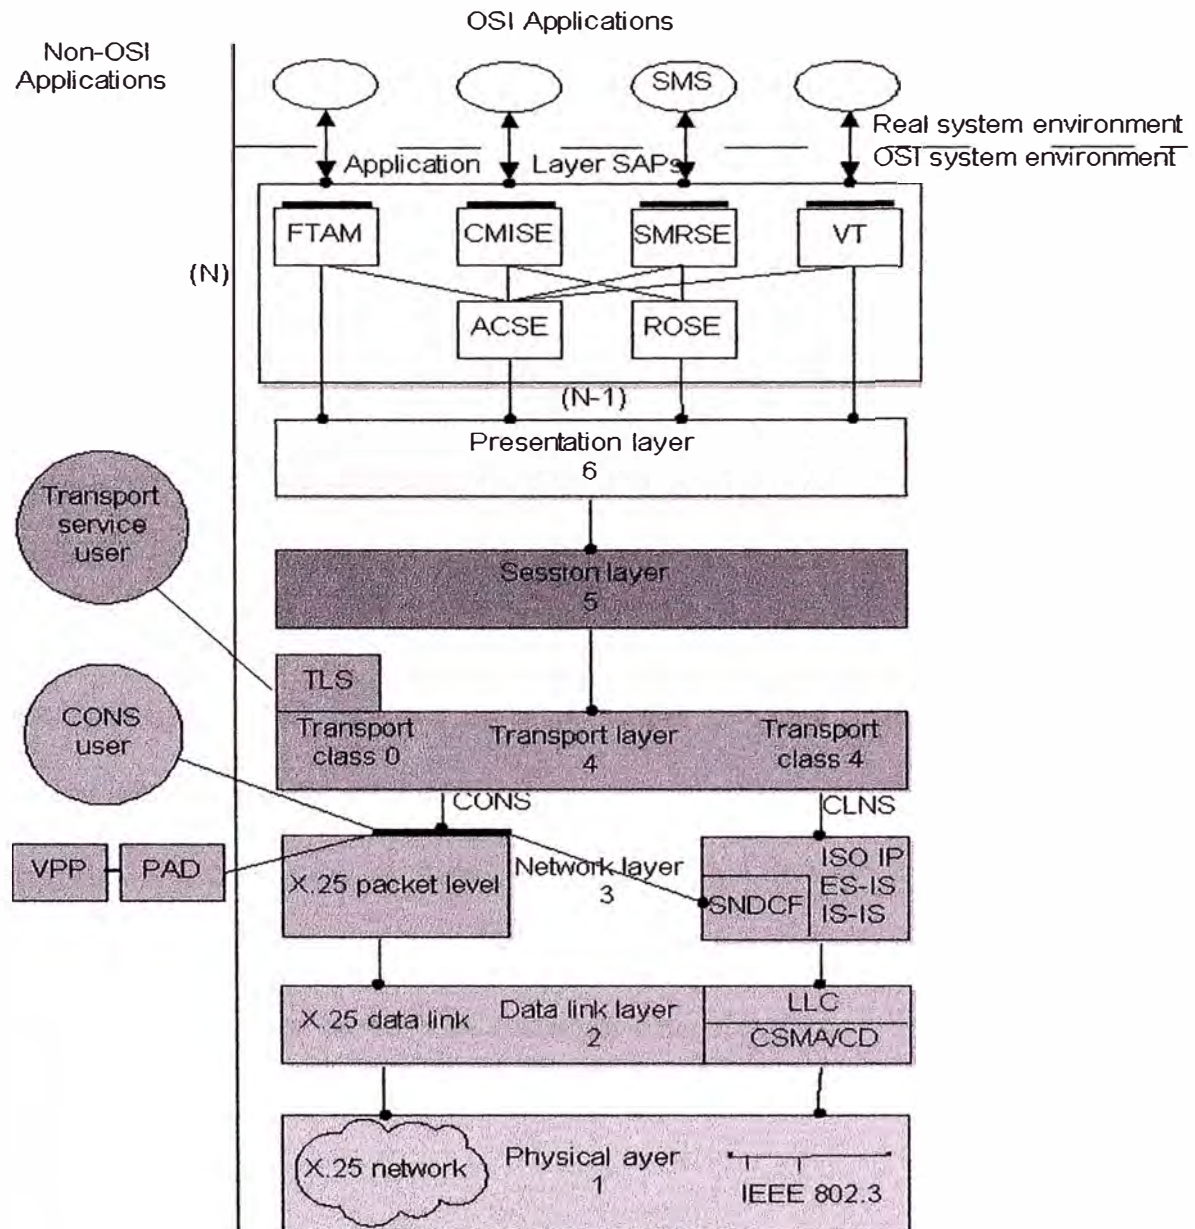 OSI Applications
Non-OSI
Applications
SMS
Real system environment
OSI system environment
Application Layer SAPs
FTAM
CMISE
SMRSE
VT
(N)
ACSE
ROSE
(N-1)
Presentation layer
6
Transport
service
user
Session layer
5
TLS
CONS
user
Transport
class 0
Transport layer
4
Transport
class 4
CONS
CLNS
VPP
PAD
X.25 packet level
Network layer
3
ISO IP
ES-IS
IS-IS
SNDCF
X.25 data link
Data link layer
2
LLC
CSMA/CD
X.25 network
Physical ayer
1
IEEE 802.3